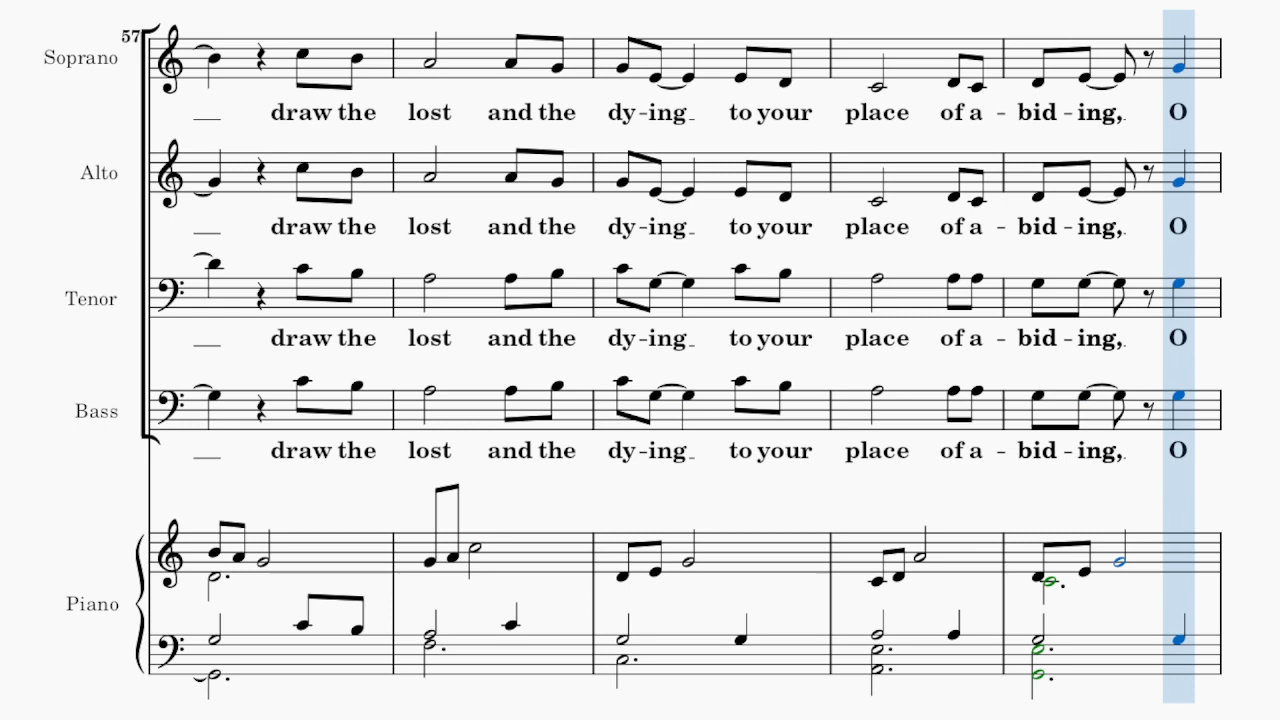 57
Soprano
draw the lost and the dy-ing to your place of a - bid - ing, O
Alto
draw the lost and the dy-ing to your place of a - bid - ing, O
Tenor
draw the lost and the dy-ing to your place of a - bid - ing, O
Bass
draw the lost and the dy-ing to your place of a - bid - ing, O
Piano